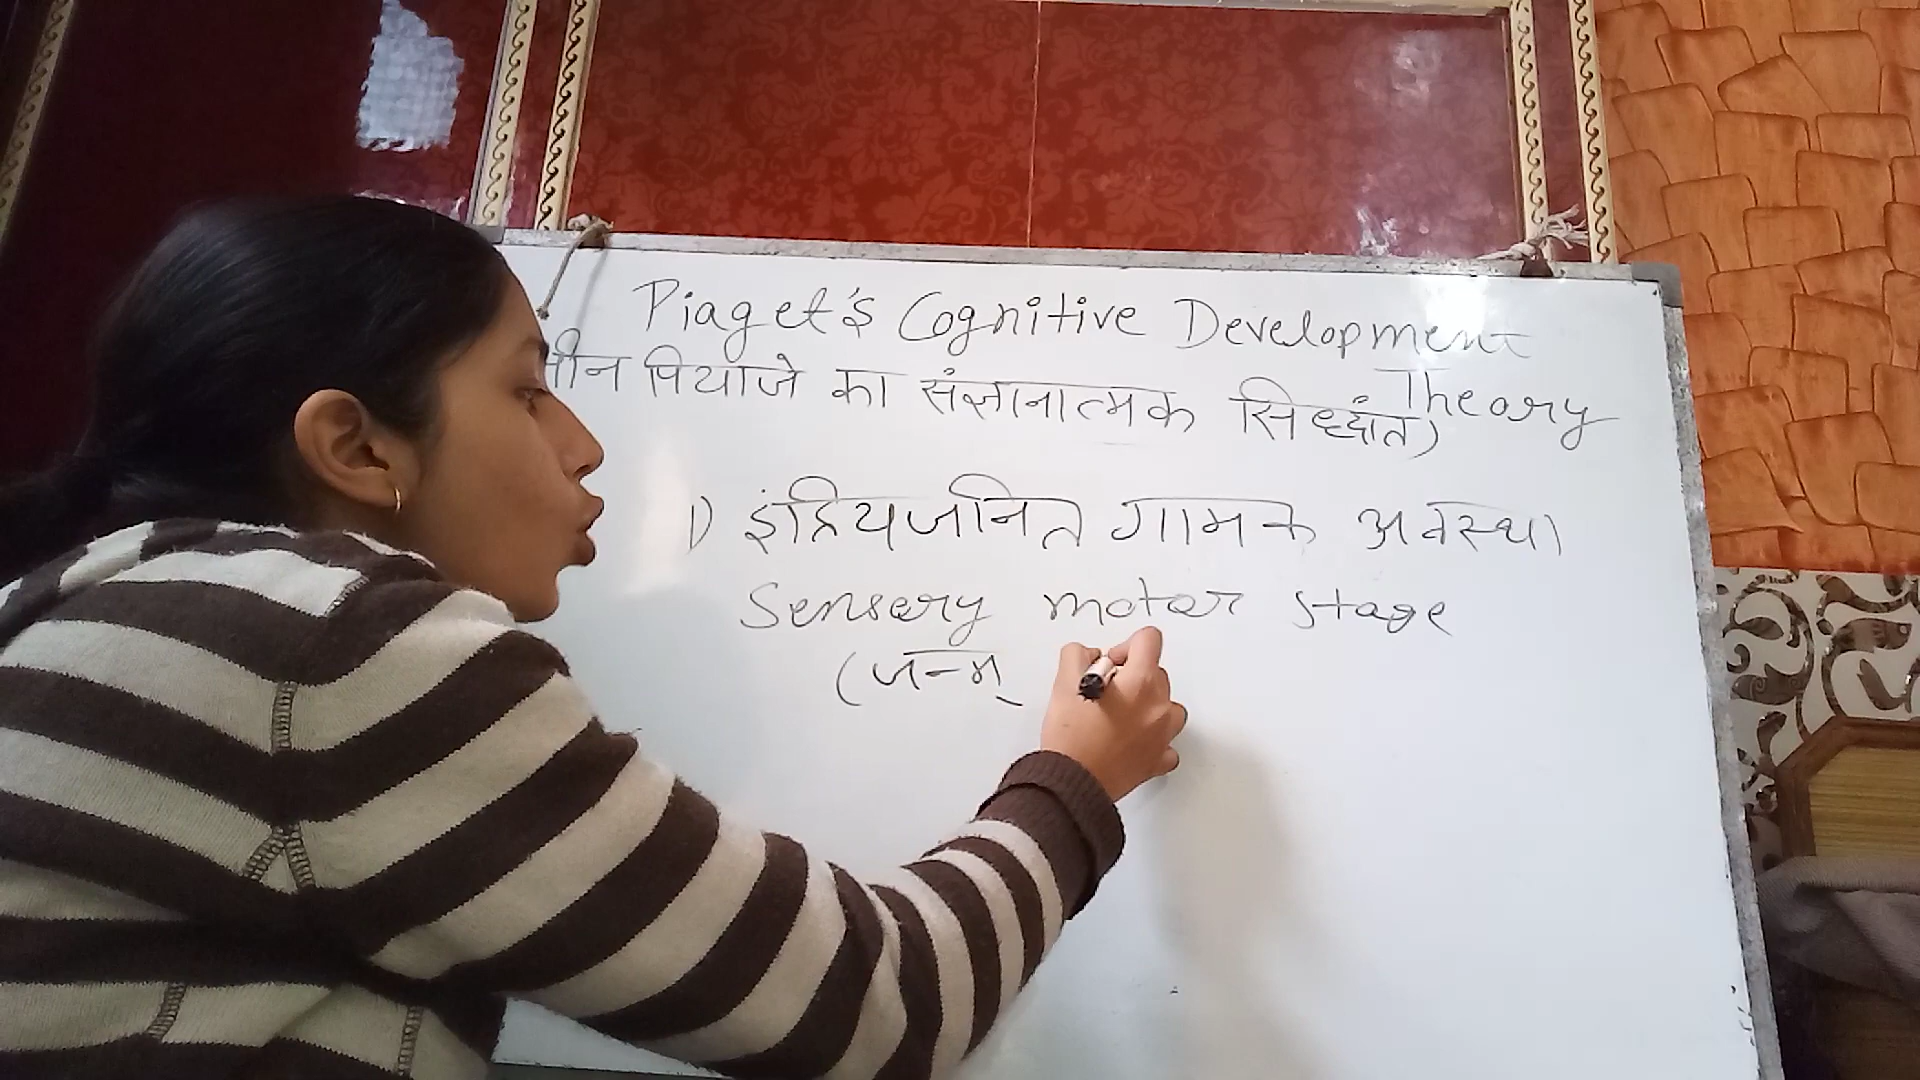 Piaget's Cognitive Development
Theory
पियाजे का संज्ञानात्मक सिध्दांत)
1) इंद्रियजनित गामक अवस्था
Sensory motor stage
(जन्म